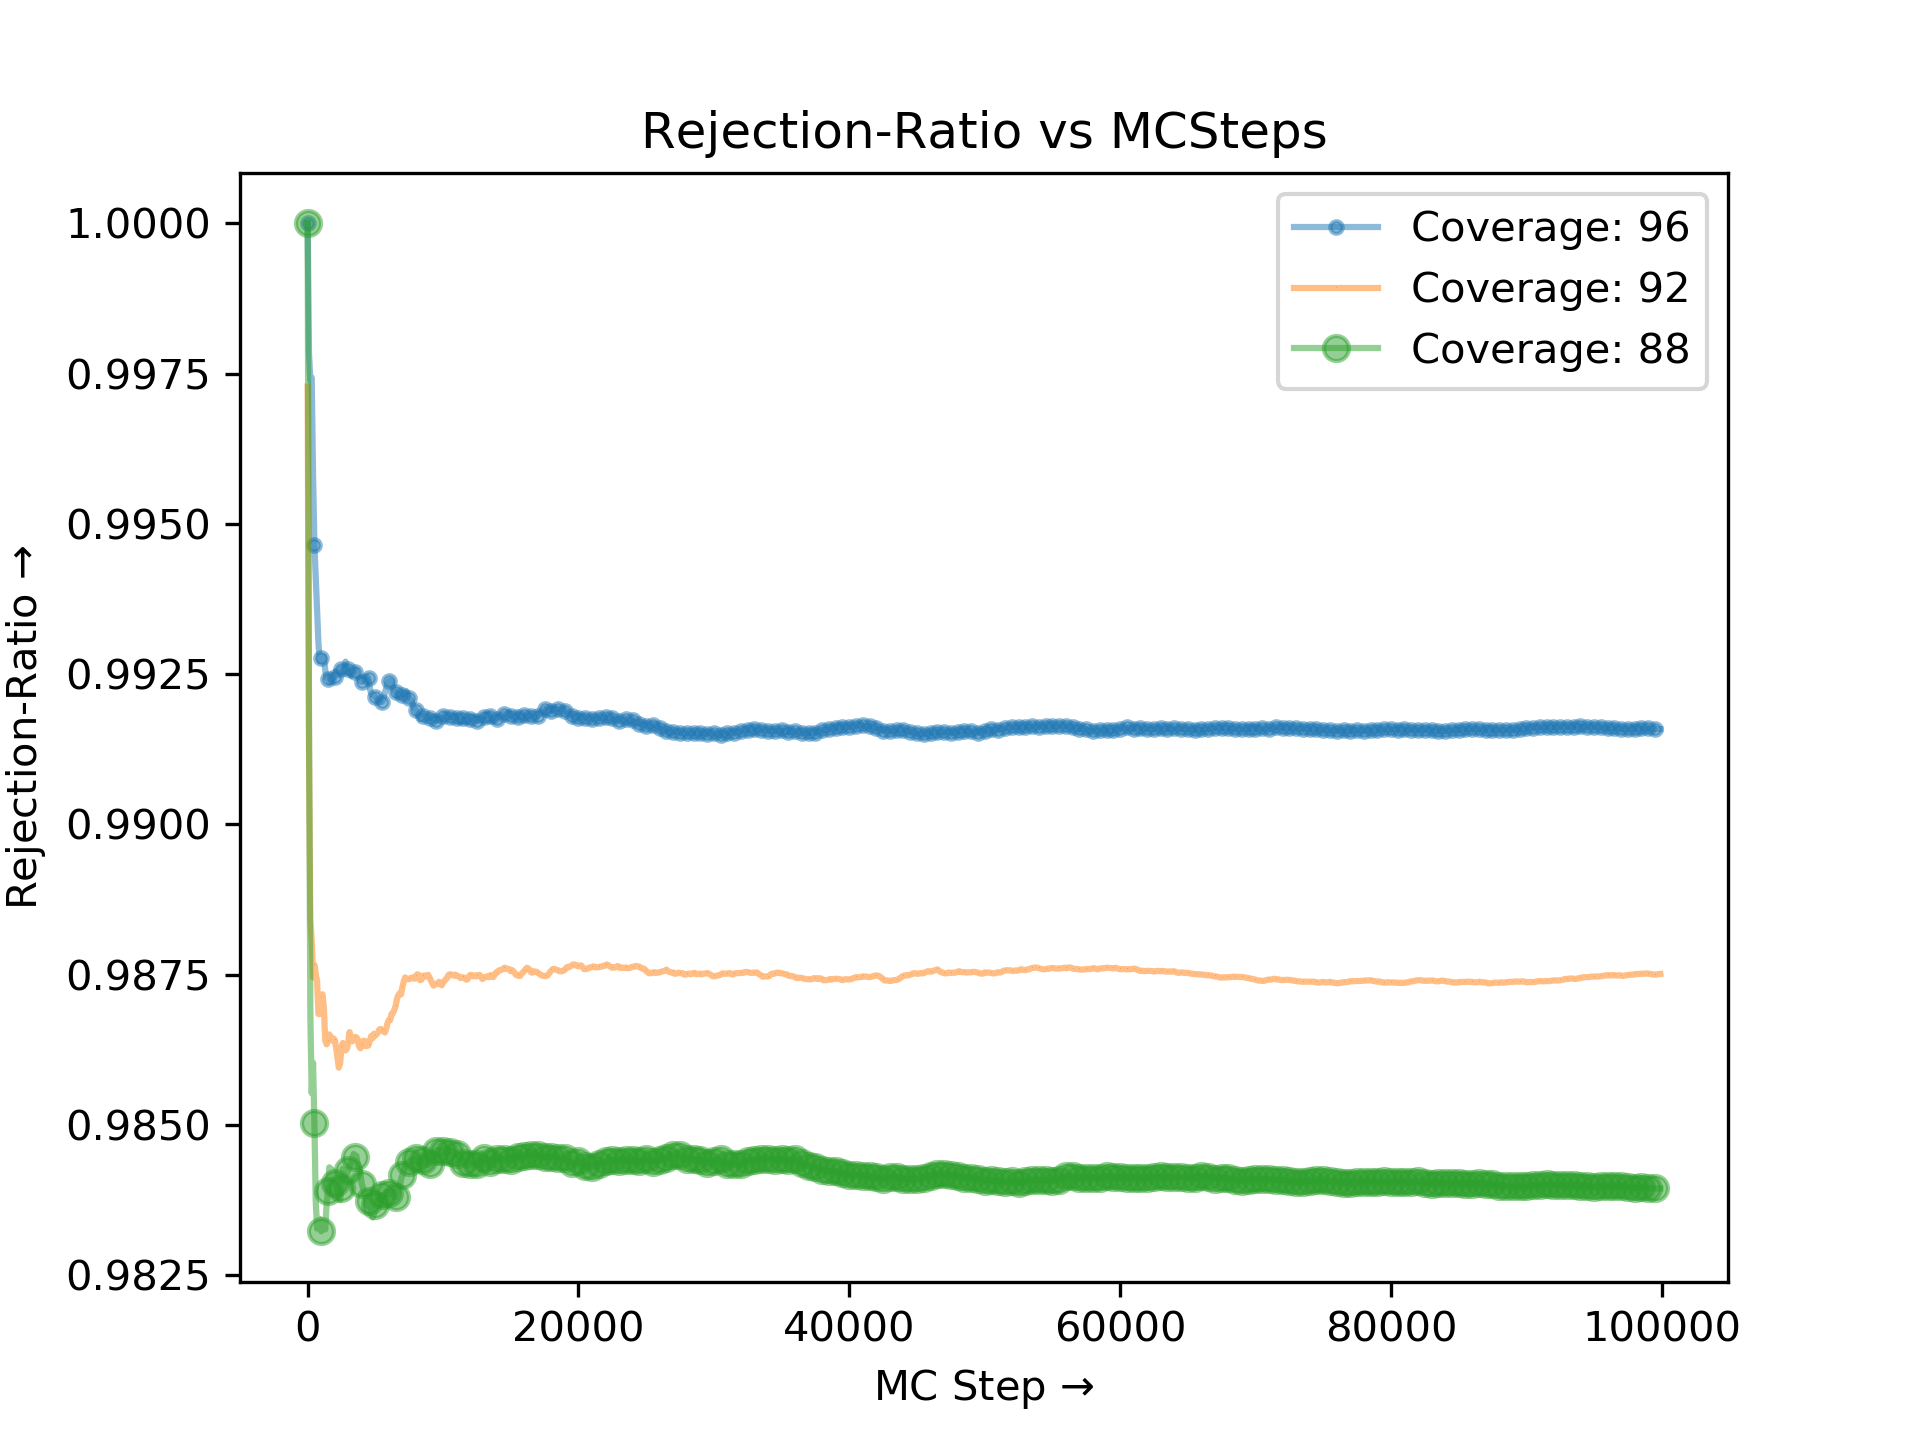 Rejection-Ratio vs MCSteps
Coverage: 96
Coverage: 92
Coverage: 88
Rejection-Ratio →
1.0000
0.9975
0.9950
0.9925
0.9900
0.9875
0.9850
0.9825
0 20000 40000 60000 80000 100000
MC Step →